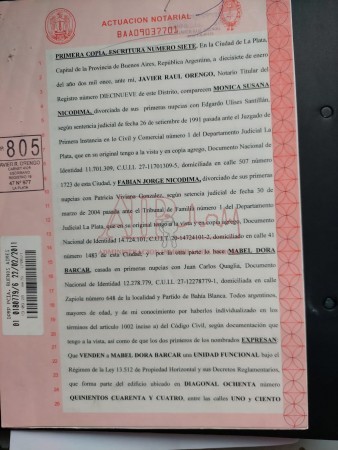 ACTUACION NOTARIAL
BAA09037701
PRIMERA COPIA. ESCRITURA NUMERO SIETE. En la Ciudad de La Plata,
Capital de la Provincia de Buenos Aires, República Argentina, a diecisiete de enero
del año dos mil once, ante mi, JAVIER RAUL ORENGO, Notario Titular del
Registro número DIECINUEVE de este Distrito, comparecen MONICA SUSANA
NICODIMA, divorciada de sus primeras nupcias con Edgardo Ulises Santillán,
según sentencia judicial de fecha 26 de setiembre de 1991 pasada ante el Juzgado de
Primera Instancia en lo Civil y Comercial número 1 del Departamento Judicial La
Plata, que en su original tengo a la vista y en copia agrego, Documento Nacional de
Identidad 11.701.309, C.U.I.T. 27-11701309-5, domiciliada en calle 507 número
1723 de esta Ciudad, y FABIAN JORGE NICODIMA, divorciado de sus primeras
nupcias con Patricia Viviana Gonzalez, según setencia judicial de fecha 30 de
marzo de 2004 pasada ante el Tribunal de Familia número 1 del Departamento
Judicial La Plata, que en su original tengo a la vista y en copia agrego, Documento
Nacional de Identidad 14.724.101, C.U.I.T. 20-14724101-2, domiciliado en calle 41
número 1483 de esta Ciudad, y por la otra parte lo hace MABEL DORA
BARCAR, casada en primeras nupcias con Juan Carlos Quaglia, Documento
Nacional de Identidad 12.278.779, C.U.I.L. 27-12278779-1, domiciliada en calle
Zapiola número 648 de la localidad y Partido de Bahía Blanca. Todos argentinos,
mayores de edad, y de mi conocimiento por haberlos individualizado en los
términos del artículo 1002 inciso a) del Código Civil, según documentación que
tengo a la vista, así como de que los dos primeros de los nombrados EXPRESAN:
Que VENDEN a MABEL DORA BARCAR una UNIDAD FUNCIONAL, bajo el
Régimen de la Ley 13.512 de Propiedad Horizontal y sus Decretos Reglamentarios,
que forma parte del edificio ubicado en DIAGONAL OCHENTA número
QUINIENTOS CUARENTA Y CUATRO, entre las calles UNO y CIENTO
805
JAVIER R. ORENGO
REGISTRO 19
47 Nº 877
LA PLATA